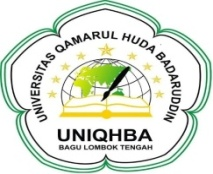 UNIVERSITAS QAMARUL HUDA BADARUDDIN
UNIQHBA
BAGU LOMBOK TENGAH